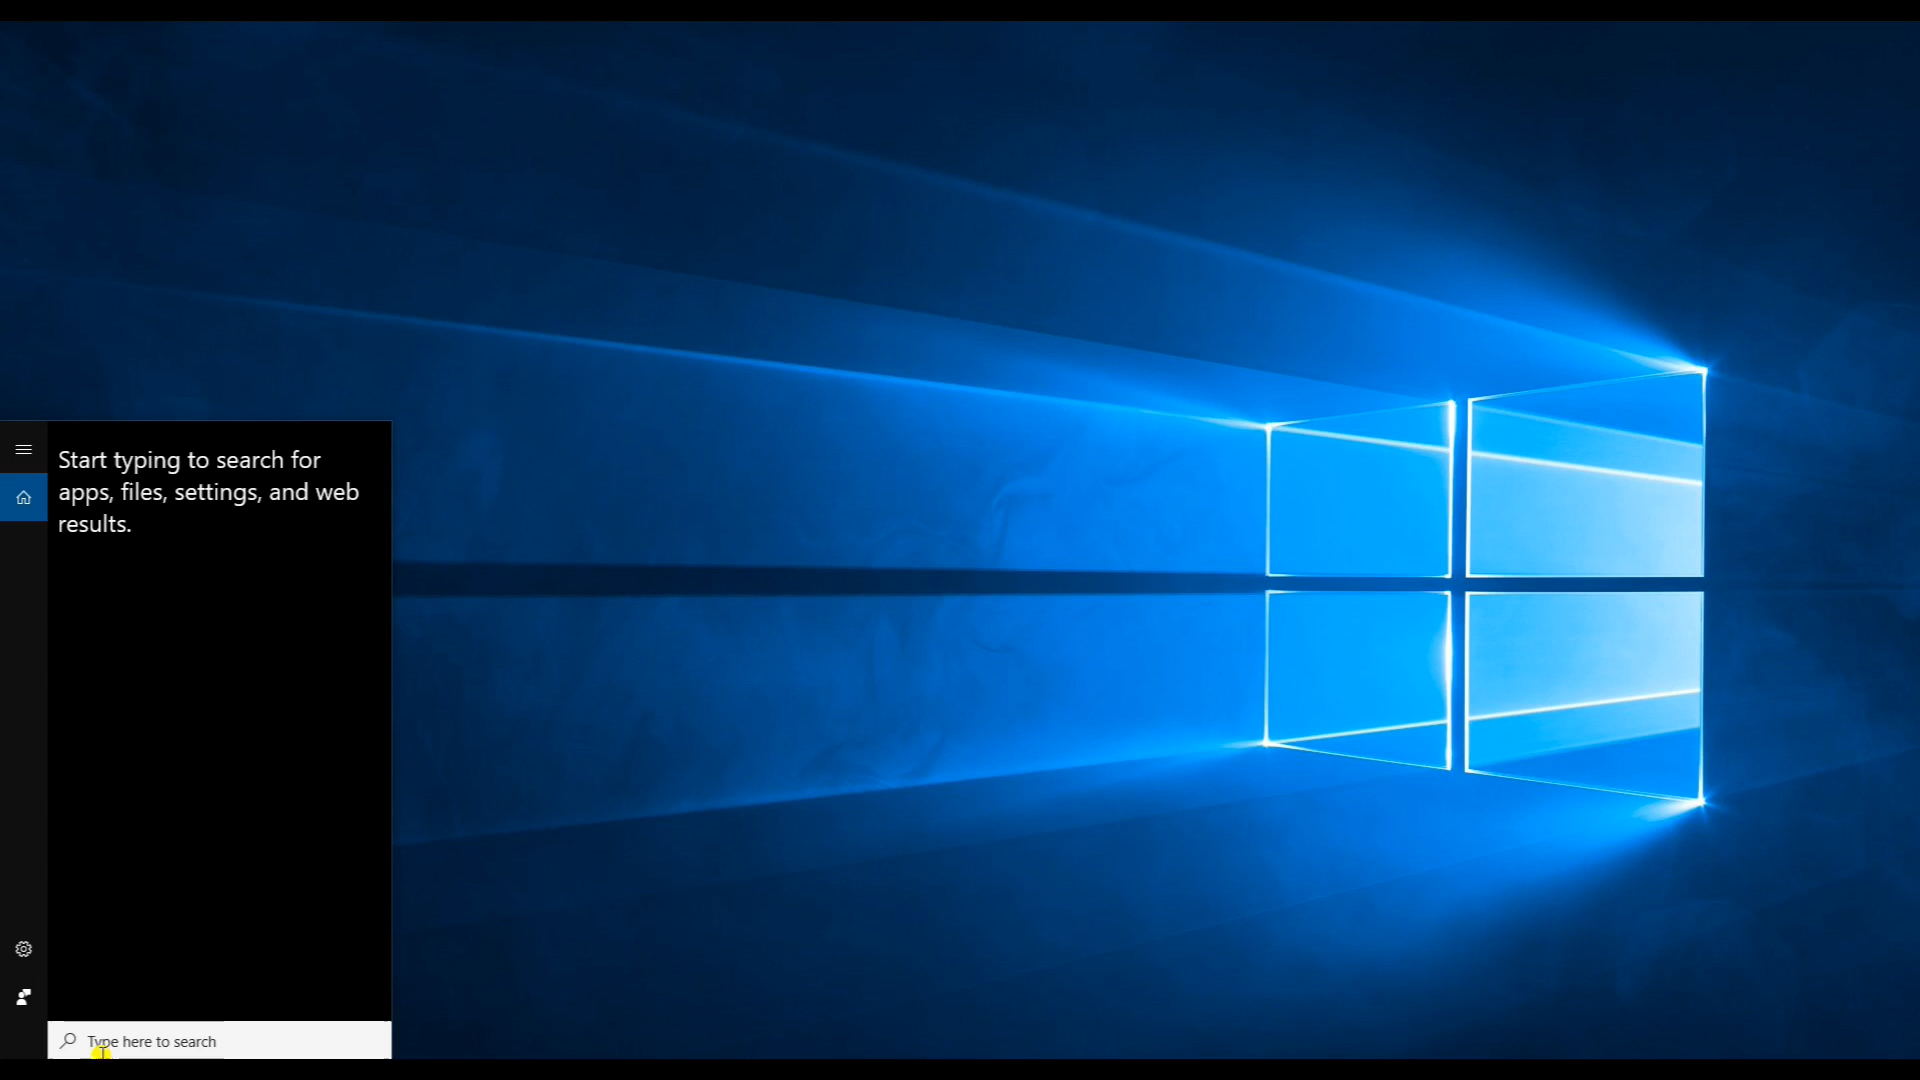 Start typing to search for
apps, files, settings, and web
results.
Type here to search